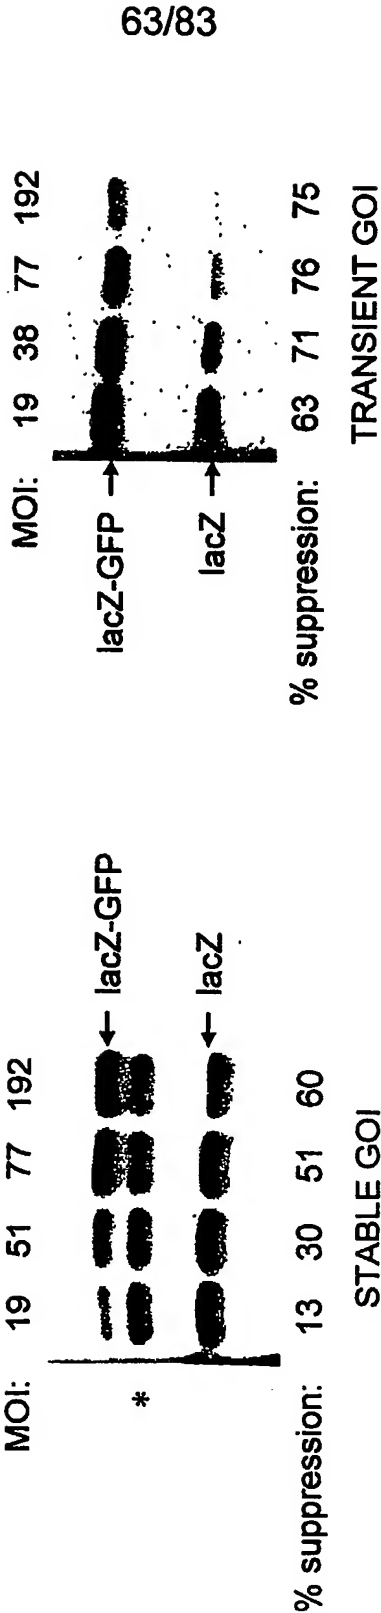 63/83
MOI: 19 51 77 192
← lacZ-GFP
*
← lacZ
% suppression: 13 30 51 60
STABLE GOI
MOI: 19 38 77 192
lacZ-GFP →
lacZ →
% suppression: 63 71 76 75
TRANSIENT GOI